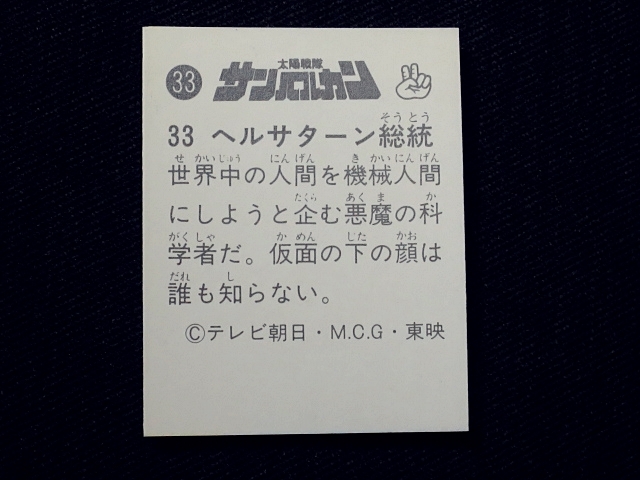 33
太陽戦隊
サンバルカン
33 ヘルサターン総統
そうとう
世界中の人間を機械人間
せかいじゅう にんげん きかいにんげん
にしようと企む悪魔の科
たくら あくま か
学者だ。仮面の下の顔は
がくしゃ かめん した かお
誰も知らない。
だれ し
©テレビ朝日・M.C.G・東映